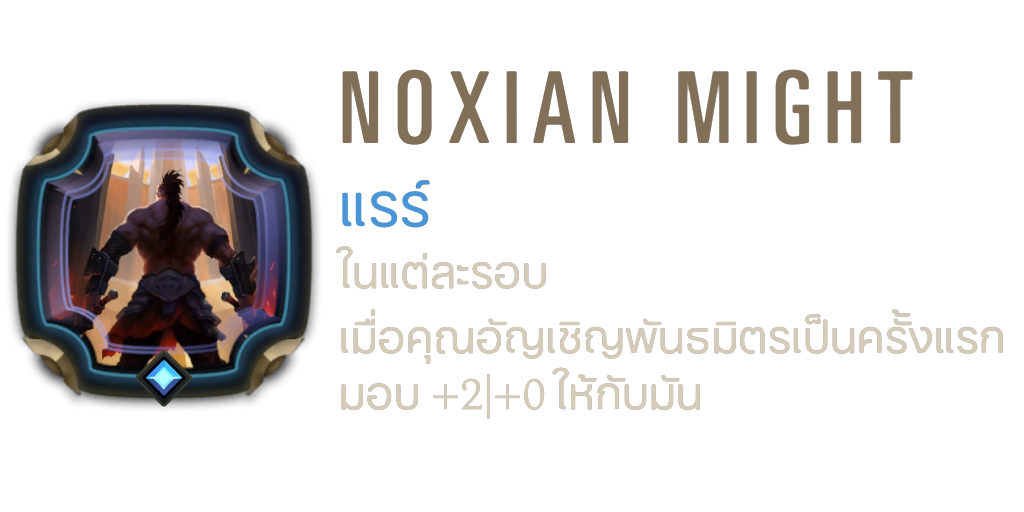 NOXIAN MIGHT
แรร์
ในแต่ละรอบ
เมื่อคุณอัญเชิญพันธมิตรเป็นครั้งแรก
มอบ +2|+0 ให้กับมัน